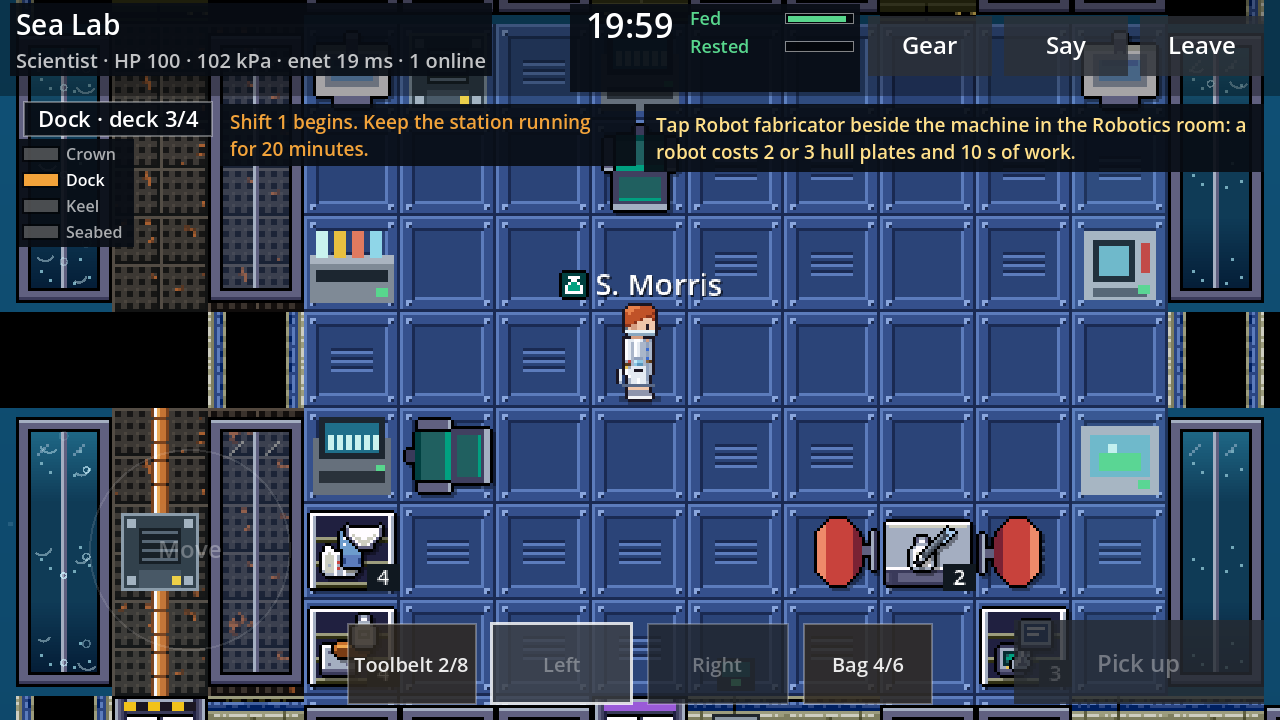 Sea Lab
Scientist · HP 100 · 102 kPa · enet 19 ms · 1 online
19:59
Fed
Rested
Gear
Say
Leave
Dock · deck 3/4
Crown
Dock
Keel
Seabed
Shift 1 begins. Keep the station running
for 20 minutes.
Tap Robot fabricator beside the machine in the Robotics room: a
robot costs 2 or 3 hull plates and 10 s of work.
S. Morris
Move
4
2
4
3
Toolbelt 2/8
Left
Right
Bag 4/6
Pick up